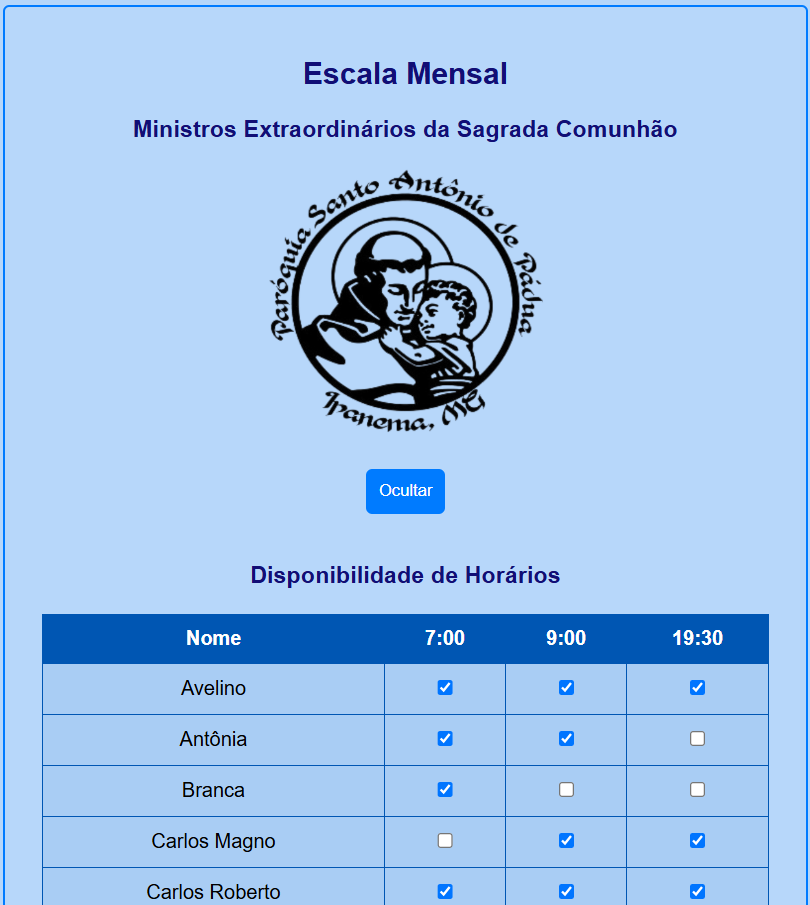 Escala Mensal
Ministros Extraordinários da Sagrada Comunhão
Paróquia Santo Antônio de Pádua
Ipanema, MG
Ocultar
Disponibilidade de Horários
Nome 7:00 9:00 19:30
Avelino
Antônia
Branca
Carlos Magno
Carlos Roberto